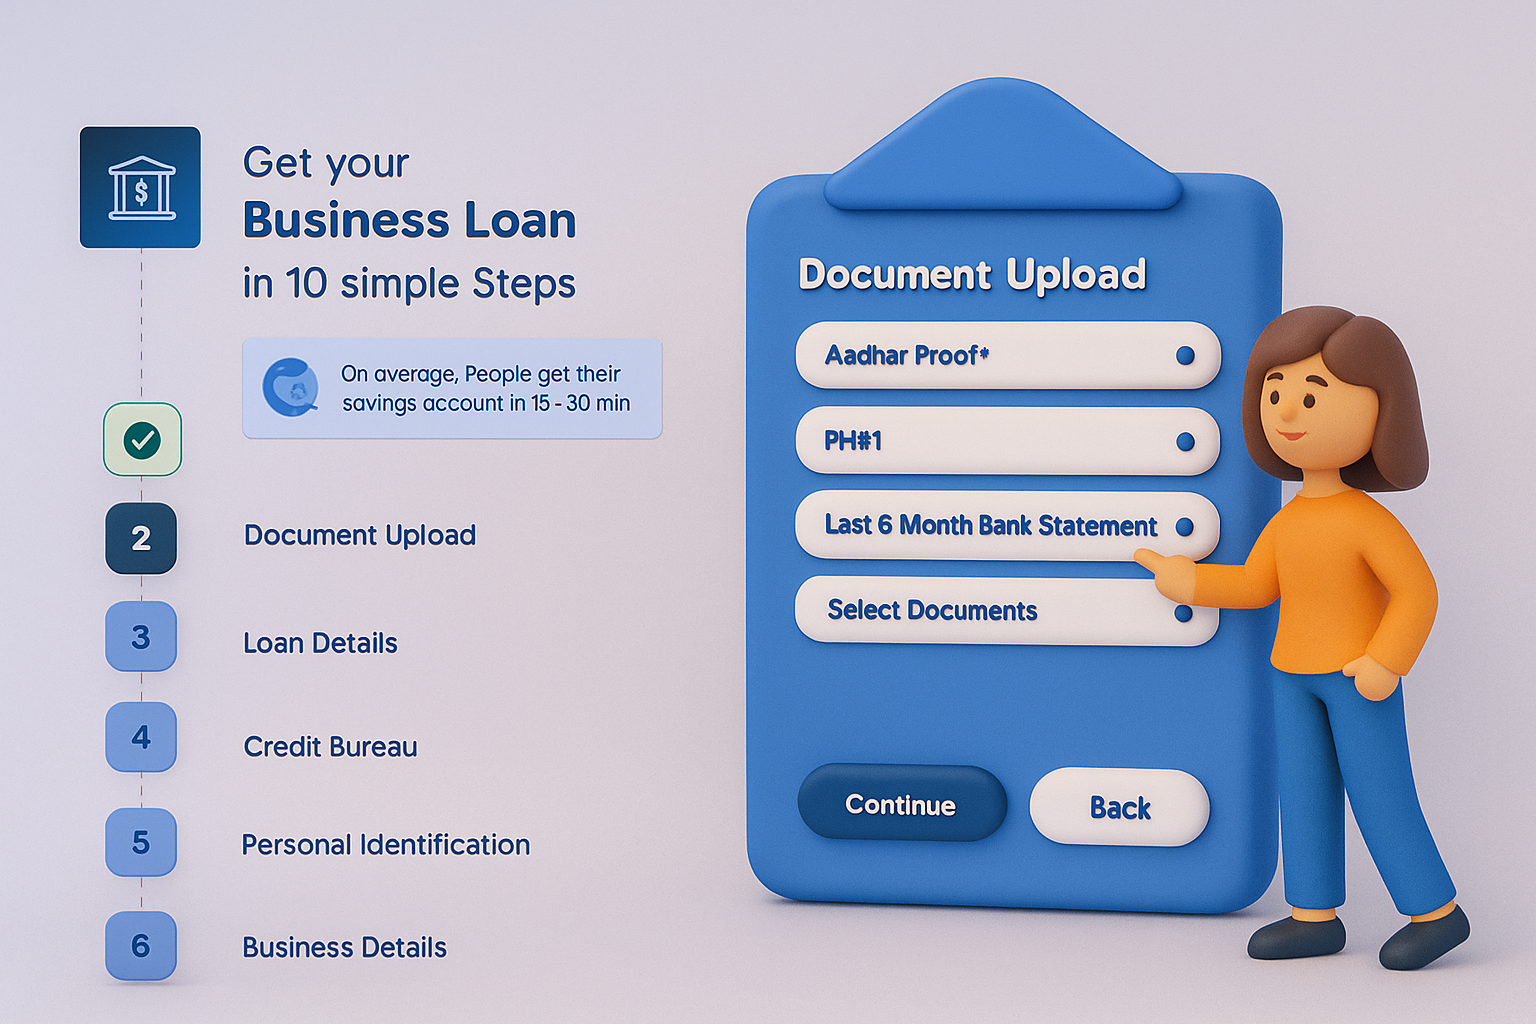 $
Get your
Business Loan
in 10 simple Steps
On average, People get their
savings account in 15 - 30 min
2
Document Upload
3
Loan Details
4
Credit Bureau
5
Personal Identification
6
Business Details
Document Upload
Aadhar Proof*
PH#1
Last 6 Month Bank Statement
Select Documents
Continue
Back